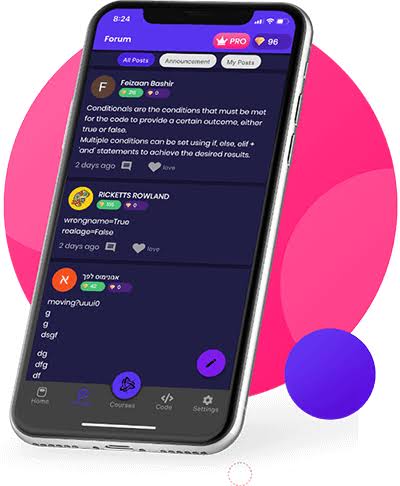 8:24
Forum
PRO
96
All Posts
Announcement
My Posts
F
Feizaan Bashir
0
Conditionals are the conditions that must be met
for the code to provide a certain outcome, either
true or false.
Multiple conditions can be set using if, else, elif +
'and' statements to achieve the desired results.
2 days ago
love
RICKETTS ROWLAND
0
wrongname=True
realage=False
2 days ago
love
א
אנונימוס לפך
42
0
moving?uuui0
g
g
dsgf
dg
dfg
df
Home
Courses
Code
Settings